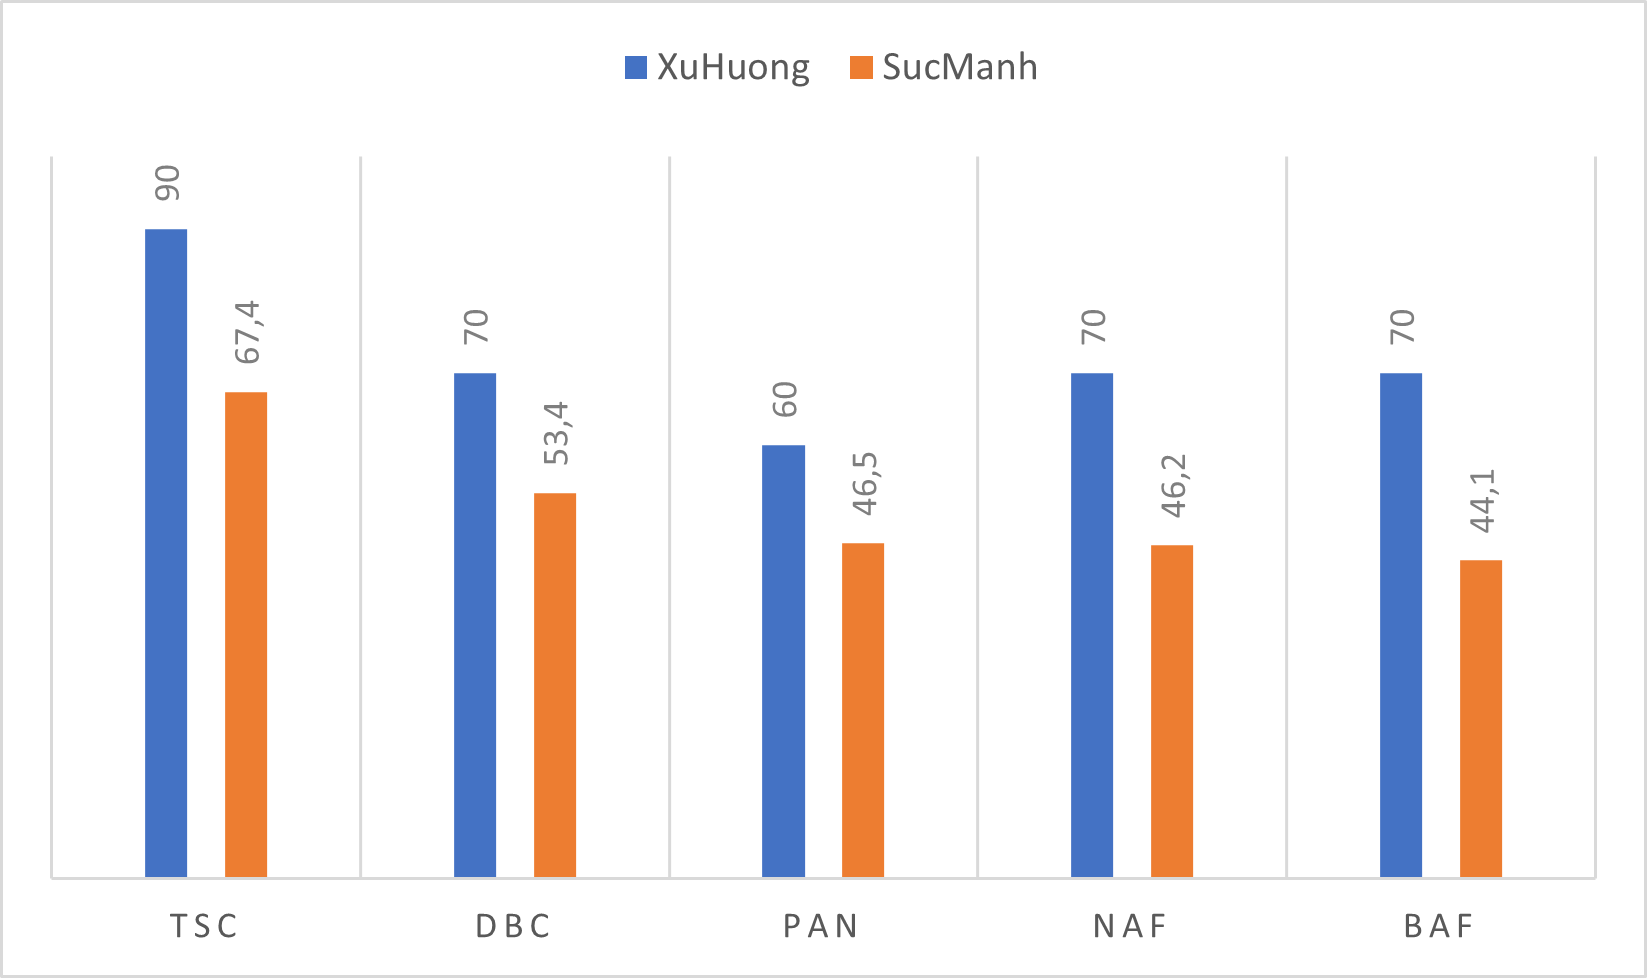 XuHuong SucManh
90 67,4 70 53,4 60 46,5 70 46,2 70 44,1
TSC DBC PAN NAF BAF